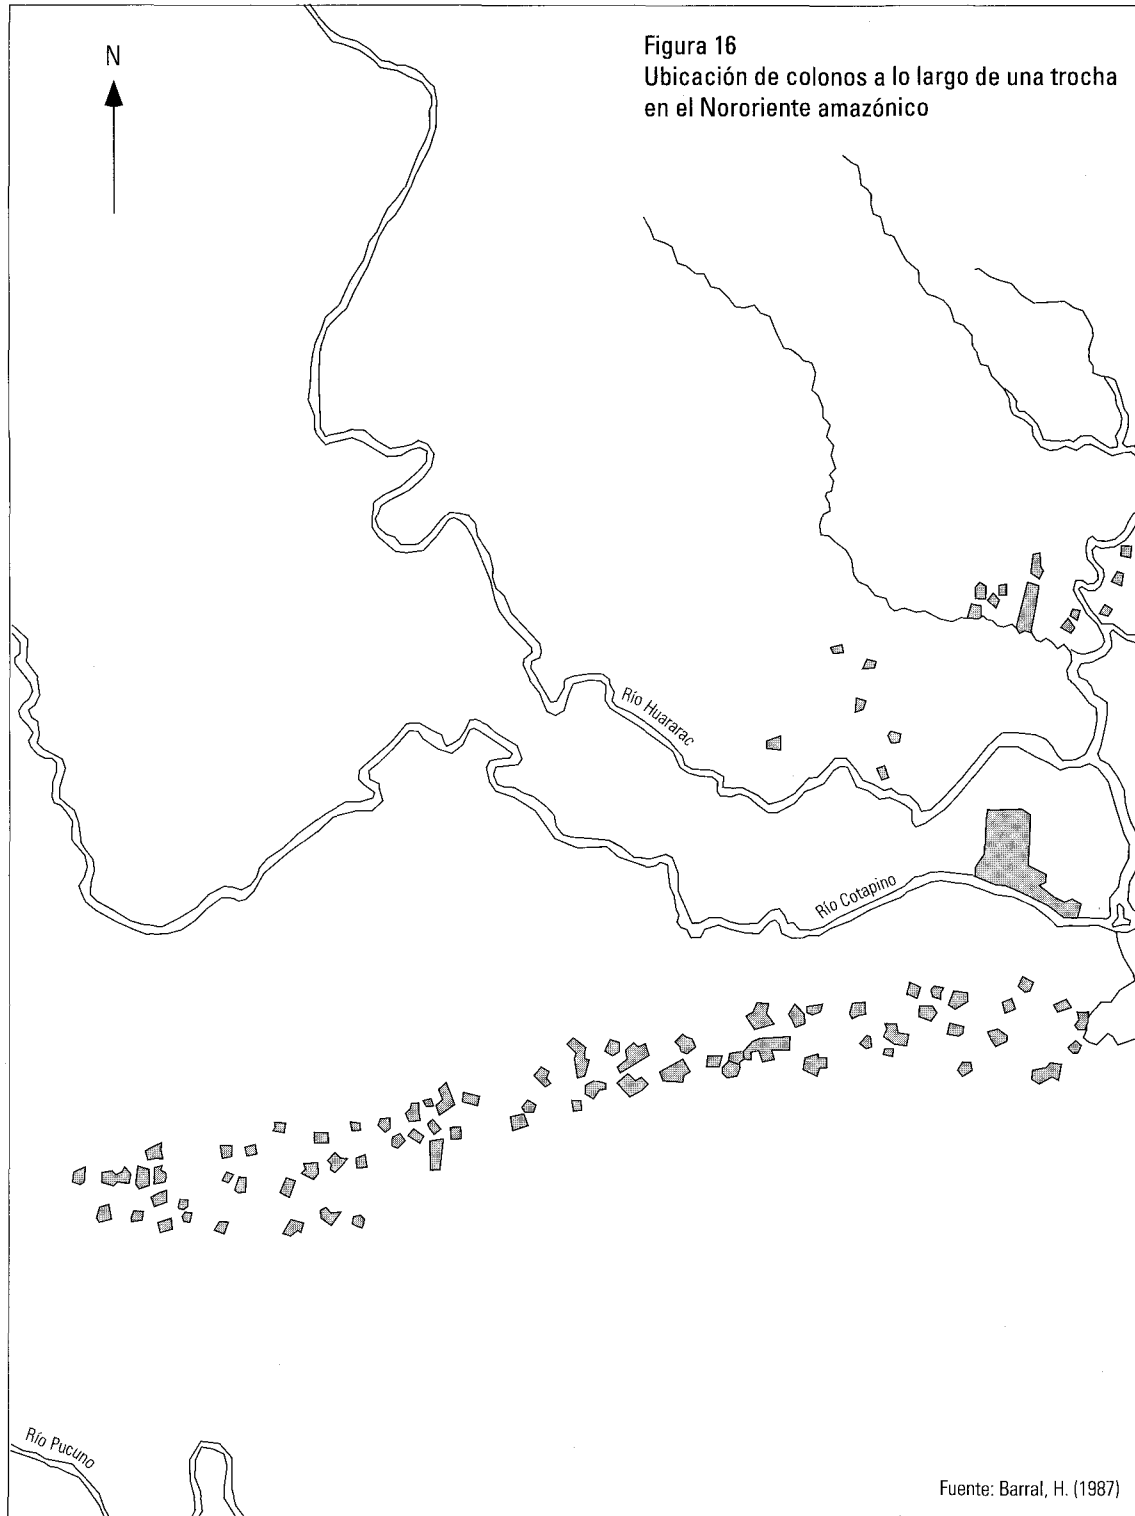 Figura 16
Ubicación de colonos a lo largo de una trocha
en el Nororiente amazónico
N
Río Huararac
Río Cotapino
Río Pucuno
Fuente: Barral, H. (1987)